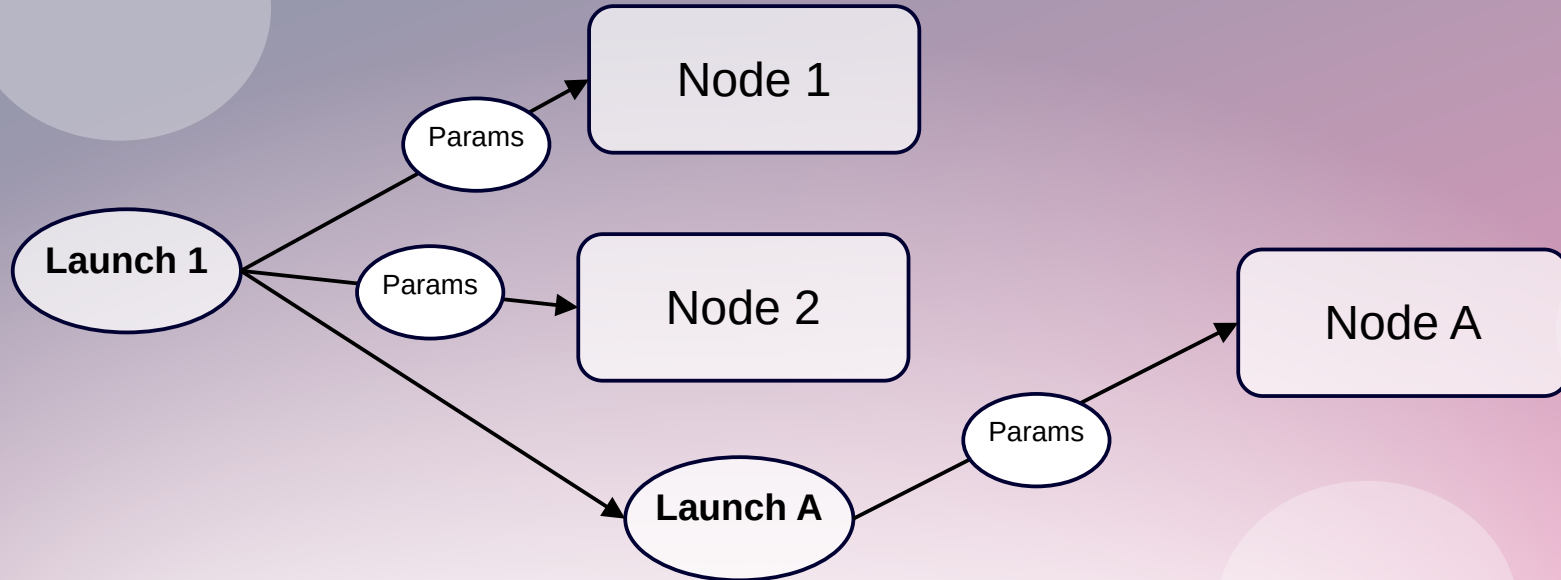 Node 1
Params
Launch 1
Params
Node 2
Node A
Params
Launch A